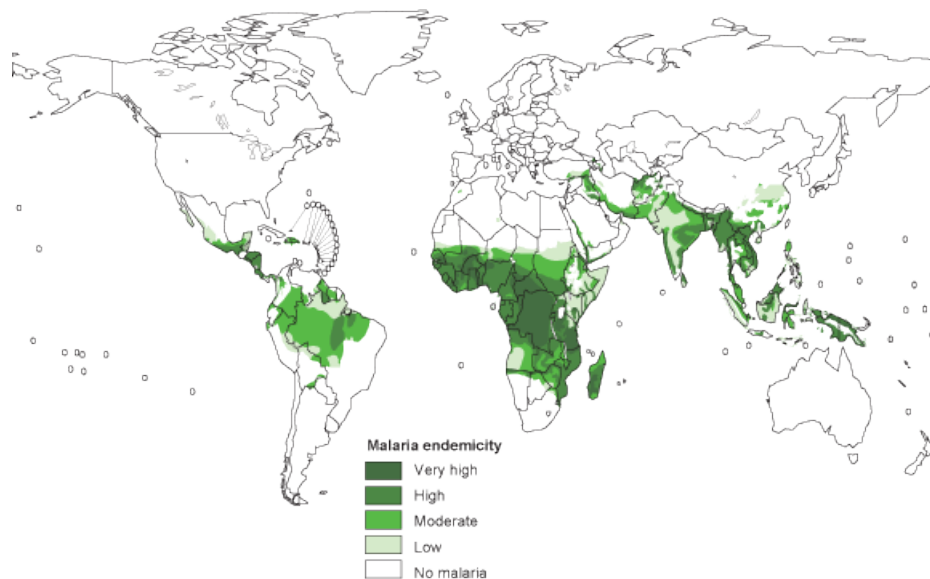 Malaria endemicity
Very high
High
Moderate
Low
No malaria